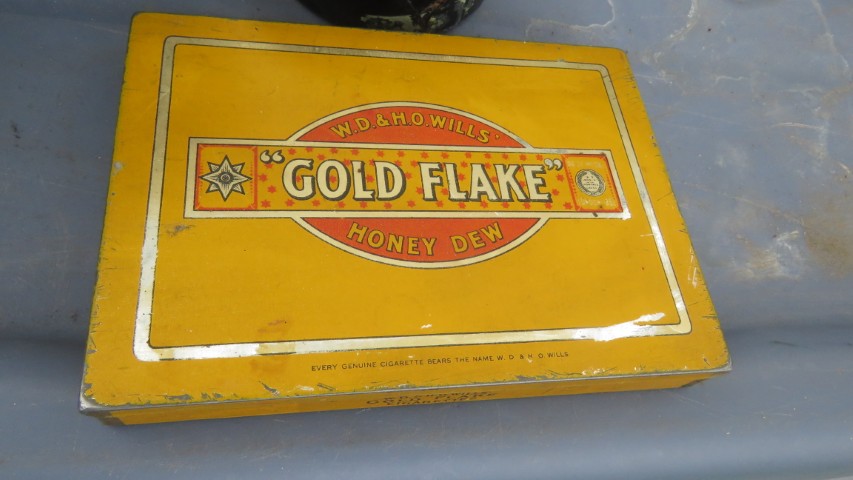 W.D.&H.O.WILLS'
"GOLD FLAKE"
HONEY DEW
EVERY GENUINE CIGARETTE BEARS THE NAME W. D. & H. O. WILLS